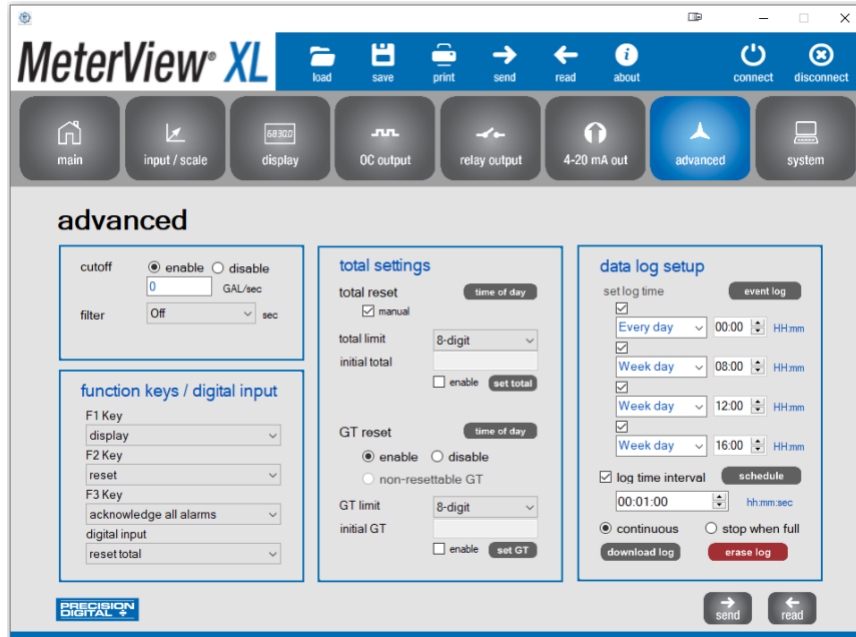 MeterView® XL
load
save
print
send
read
about
connect
disconnect
main
input / scale
68300
display
OC output
relay output
4-20 mA out
advanced
system
advanced
cutoff enable disable
0 GAL/sec
filter Off sec
function keys / digital input
F1 Key
display
F2 Key
reset
F3 Key
acknowledge all alarms
digital input
reset total
total settings
total reset time of day
manual
total limit 8-digit
initial total
enable set total
GT reset time of day
enable disable
non-resettable GT
GT limit 8-digit
initial GT
enable set GT
data log setup
set log time event log
Every day 00:00 HH:mm
Week day 08:00 HH:mm
Week day 12:00 HH:mm
Week day 16:00 HH:mm
log time interval schedule
00:01:00 hh:mm:sec
continuous stop when full
download log erase log
PRECISION
DIGITAL
send
read